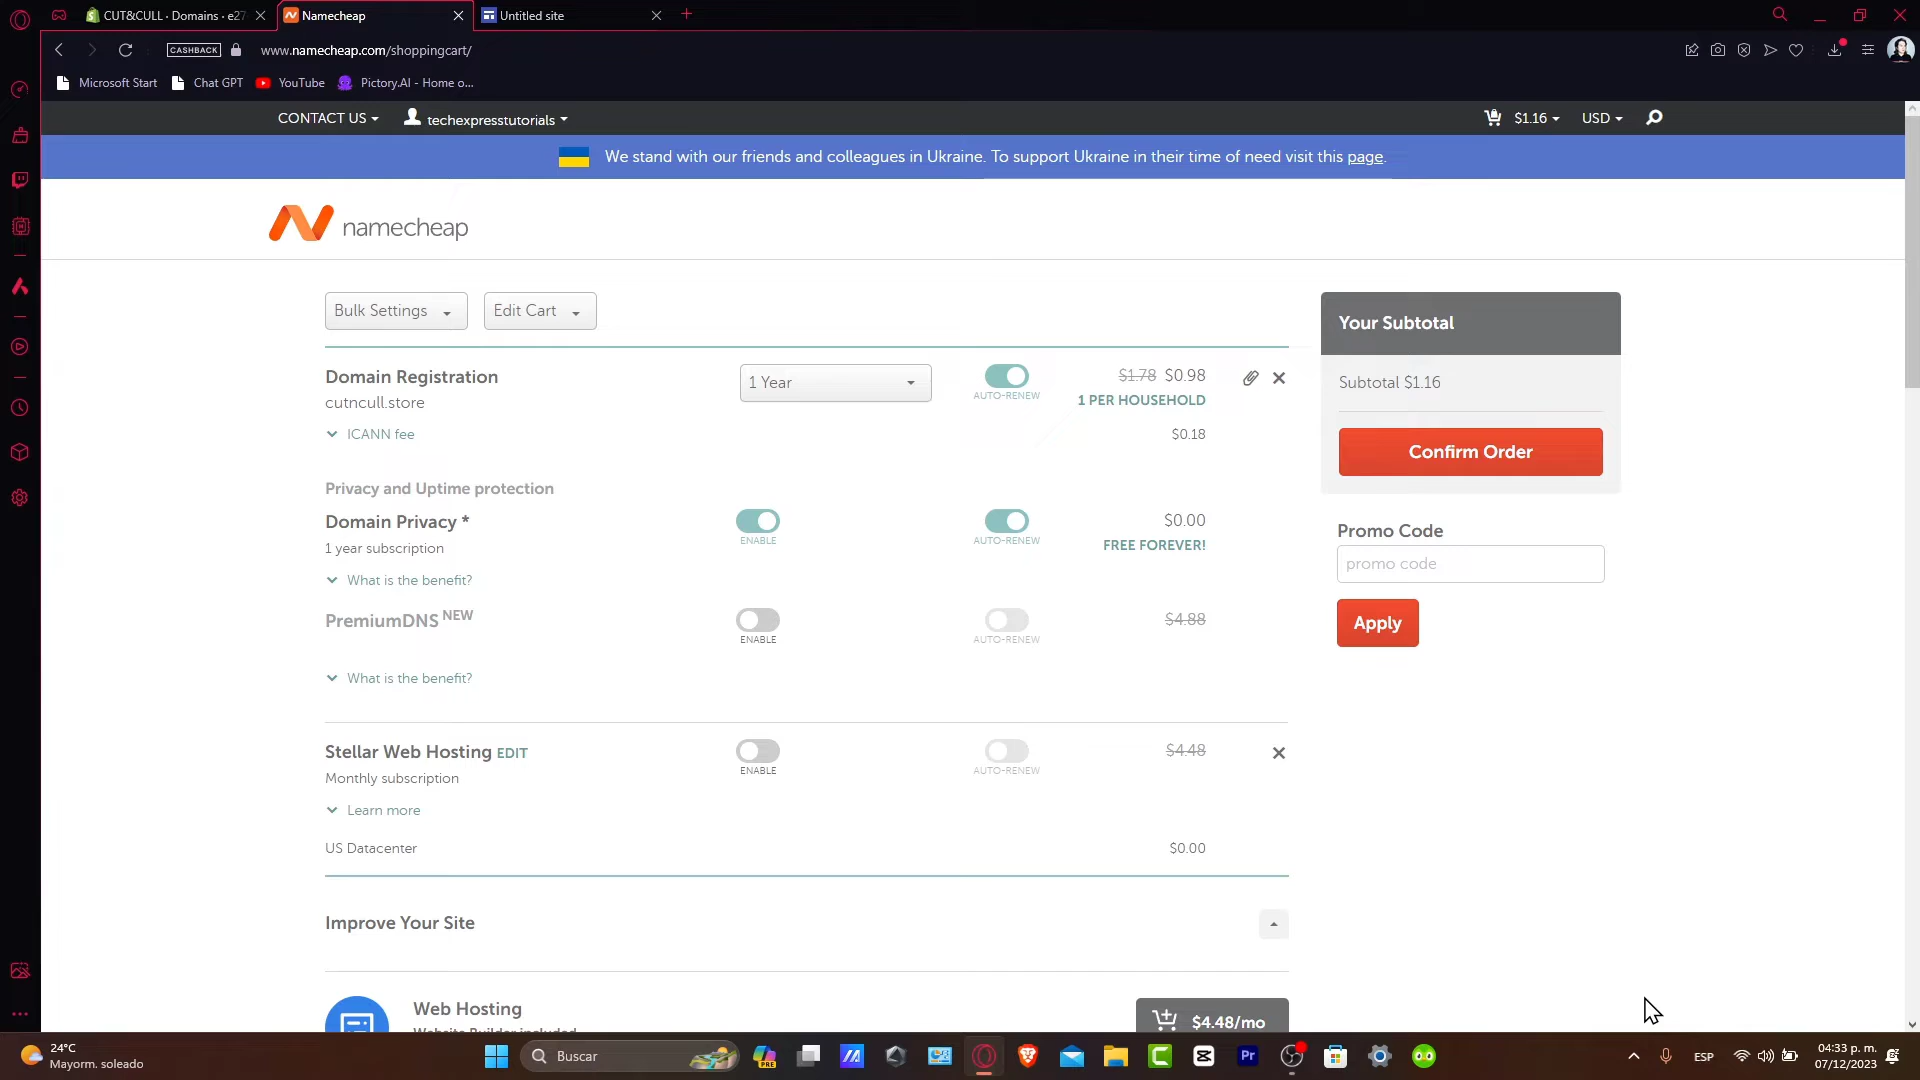 CUT&CULL · Domains · e27
Namecheap
Untitled site
CASHBACK
www.namecheap.com/shoppingcart/
Microsoft Start
Chat GPT
YouTube
Pictory.AI - Home o...
CONTACT US
techexpresstutorials
$1.16
USD
We stand with our friends and colleagues in Ukraine. To support Ukraine in their time of need visit this page.
namecheap
Bulk Settings
Edit Cart
Your Subtotal
Subtotal $1.16
Confirm Order
Promo Code
promo code
Apply
Domain Registration
cutncull.store
1 Year
AUTO-RENEW
$1.78 $0.98
1 PER HOUSEHOLD
ICANN fee
$0.18
Privacy and Uptime protection
Domain Privacy *
1 year subscription
ENABLE
AUTO-RENEW
$0.00
FREE FOREVER!
What is the benefit?
PremiumDNS NEW
ENABLE
AUTO-RENEW
$4.88
What is the benefit?
Stellar Web Hosting EDIT
Monthly subscription
ENABLE
AUTO-RENEW
$4.48
Learn more
US Datacenter
$0.00
Improve Your Site
Web Hosting
Website Builder included
$4.48/mo
24°C
Mayorm. soleado
Buscar
PRE
Pr
ESP
04:33 p. m.
07/12/2023